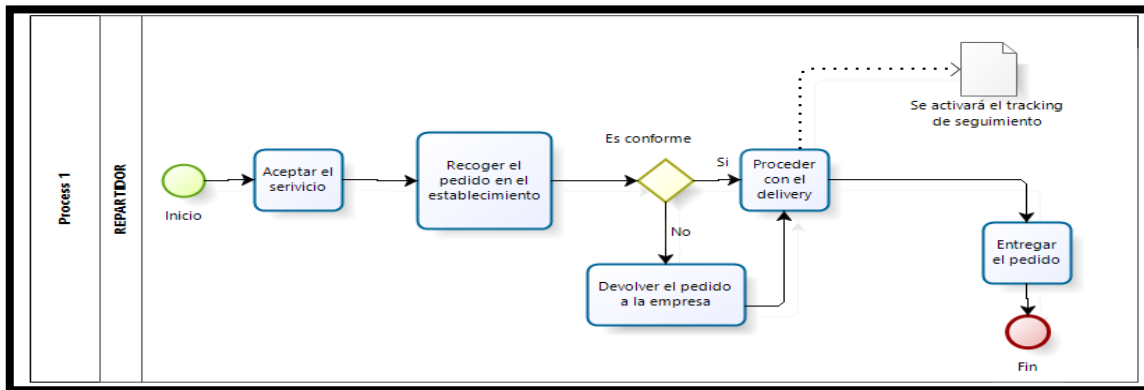 Process 1
REPARTIDOR
Inicio
Aceptar el
serivicio
Recoger el
pedido en el
establecimiento
Es conforme
Si
No
Devolver el pedido
a la empresa
Proceder
con el
delivery
Se activará el tracking
de seguimiento
Entregar
el pedido
Fin